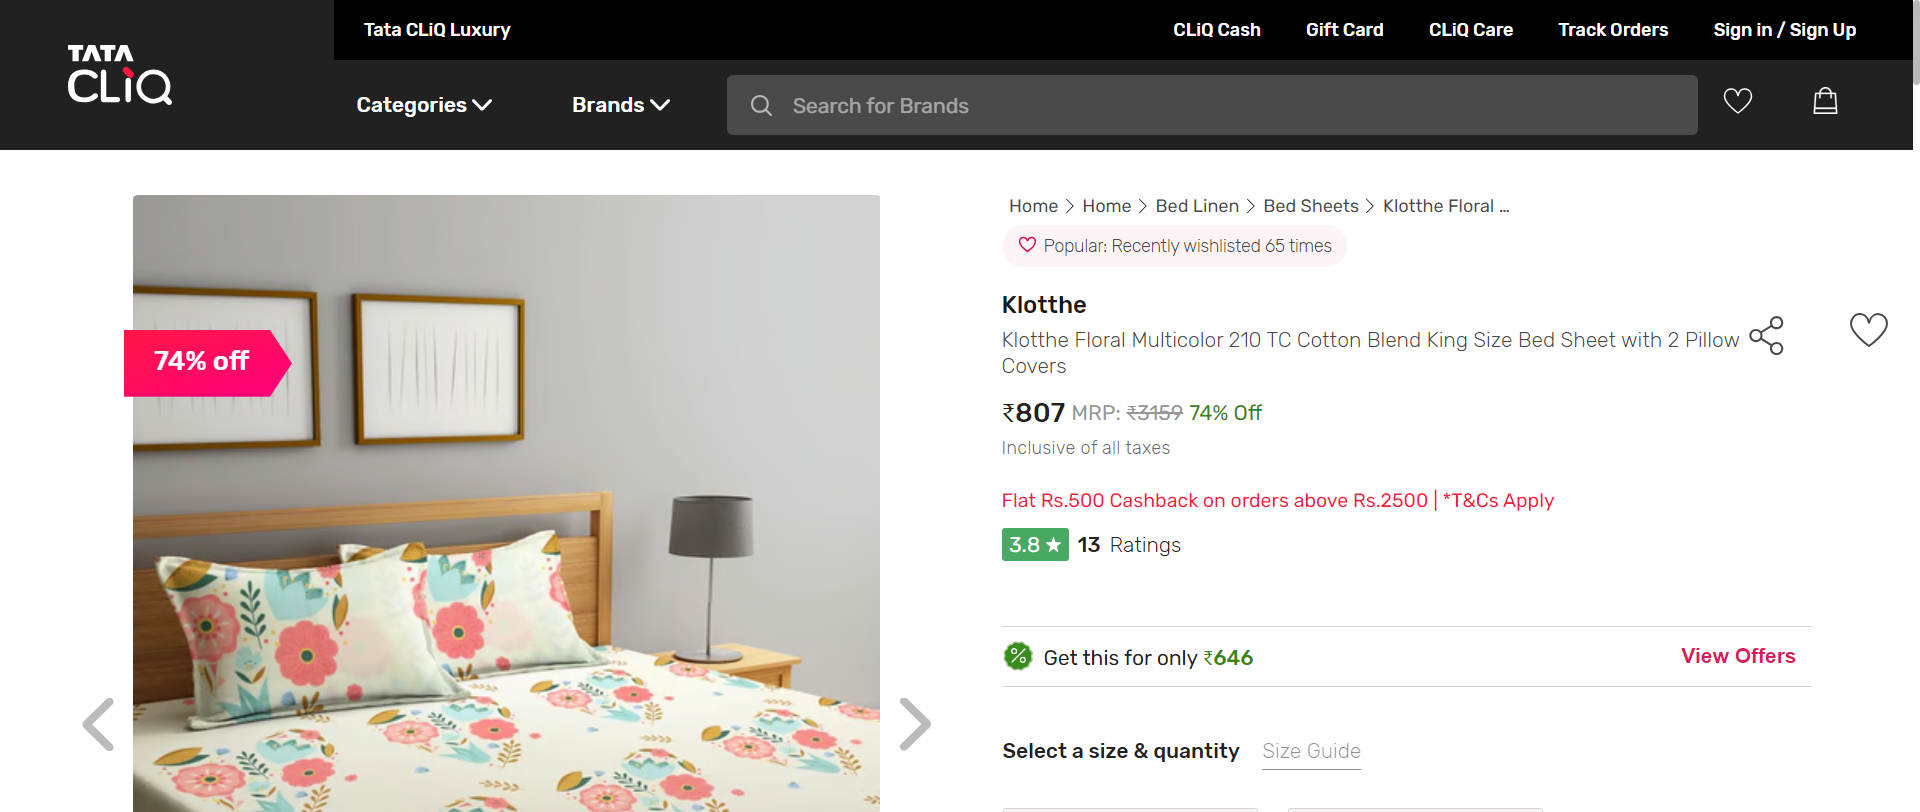 Tata CLiQ Luxury
CLiQ Cash
Gift Card
CLiQ Care
Track Orders
Sign in / Sign Up
TATA
CLiQ
Categories
Brands
Search for Brands
Home > Home > Bed Linen > Bed Sheets > Klotthe Floral ...
Popular: Recently wishlisted 65 times
74% off
Klotthe
Klotthe Floral Multicolor 210 TC Cotton Blend King Size Bed Sheet with 2 Pillow
Covers
₹807 MRP: ₹3159 74% Off
Inclusive of all taxes
Flat Rs.500 Cashback on orders above Rs.2500 | *T&Cs Apply
3.8 ★ 13 Ratings
Get this for only ₹646
View Offers
Select a size & quantity
Size Guide